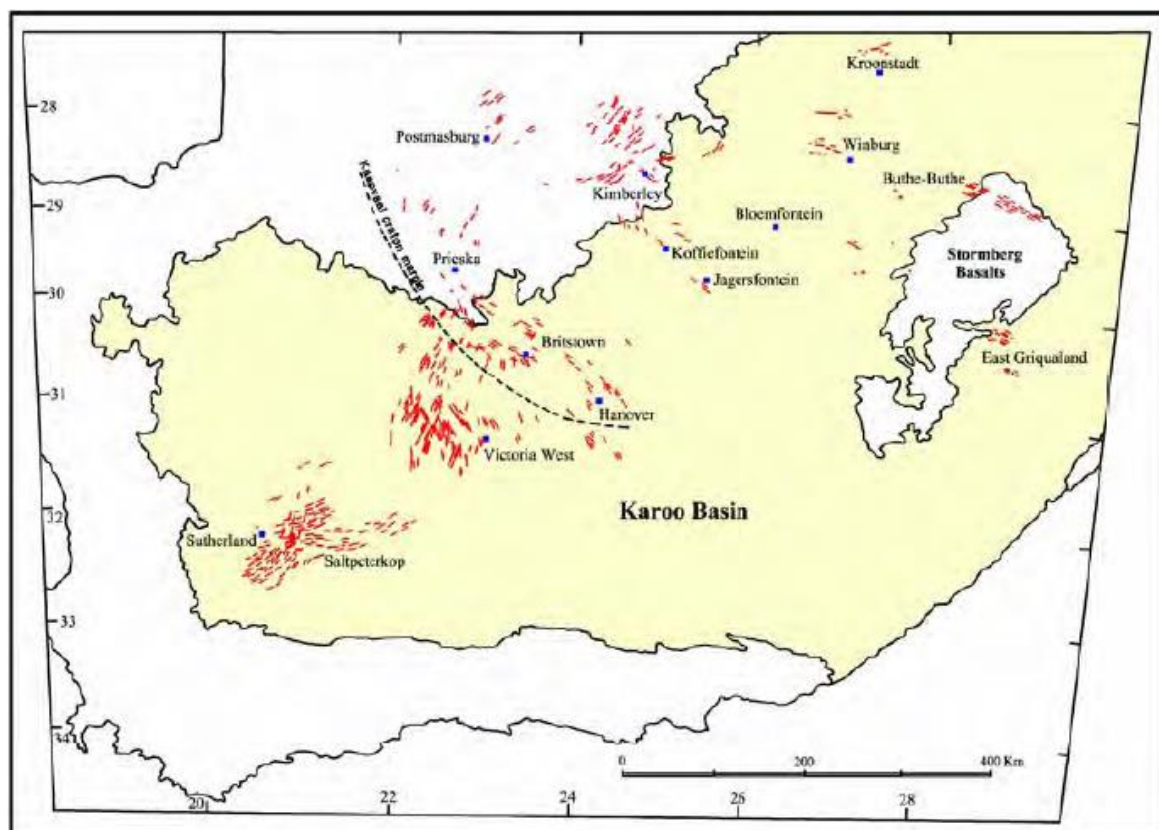 Kroonstadt
28
Postmasburg
Winburg
Buthe-Buthe
Kimberley
29
Kaapvaal craton margin
Bloemfontein
Koffiefontein
Stormberg
Basalts
Prieska
Jagersfontein
30
Britstown
East Griqualand
31
Hanover
Victoria West
32
Karoo Basin
Sutherland
Saltpeterkop
33
34
0
200
400 Km
20
22
24
26
28